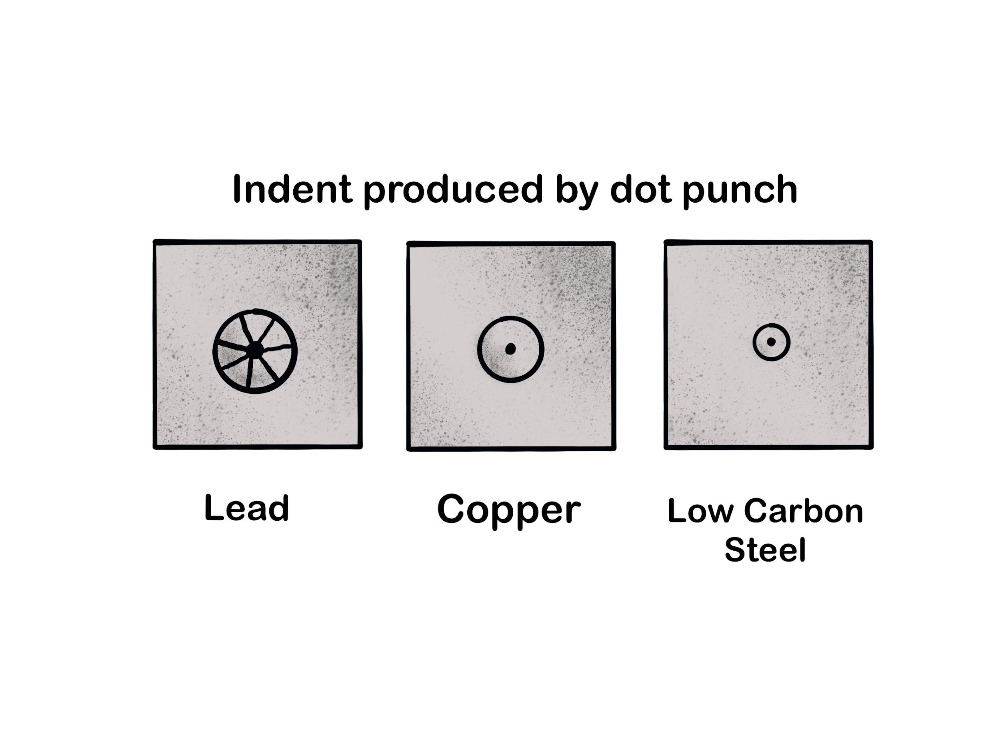 Indent produced by dot punch
Lead
Copper
Low Carbon
Steel